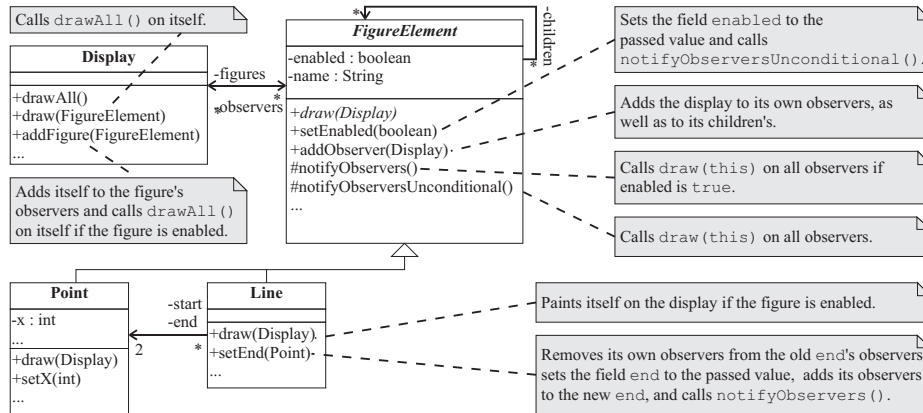 Calls drawAll() on itself.
Display
+drawAll()
+draw(FigureElement)
+addFigure(FigureElement)
...
Adds itself to the figure's
observers and calls drawAll()
on itself if the figure is enabled.
-figures
*
*
-observers
FigureElement
-enabled : boolean
-name : String
+draw(Display)
+setEnabled(boolean)
+addObserver(Display)
#notifyObservers()
#notifyObserversUnconditional()
...
*
-children
*
Sets the field enabled to the
passed value and calls
notifyObserversUnconditional().
Adds the display to its own observers, as
well as to its children's.
Calls draw(this) on all observers if
enabled is true.
Calls draw(this) on all observers.
Point
-x : int
...
+draw(Display)
+setX(int)
...
-start
-end
2
*
Line
+draw(Display)
+setEnd(Point)
...
Paints itself on the display if the figure is enabled.
Removes its own observers from the old end's observers
sets the field end to the passed value, adds its observers
to the new end, and calls notifyObservers().